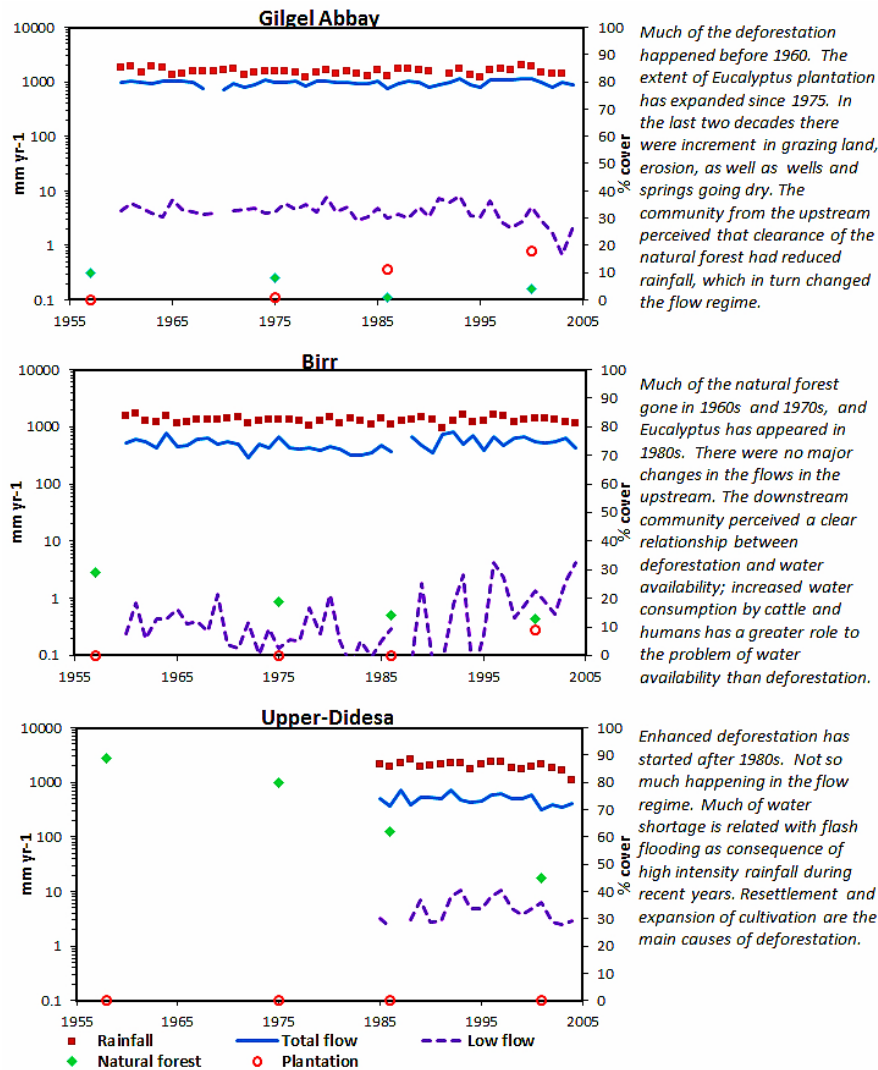 Gilgel Abbay
10000
1000
100
10
1
0.1
mm yr-1
100
90
80
70
60
50
40
30
20
10
0
% cover
1955
1965
1975
1985
1995
2005
Much of the deforestation
happened before 1960. The
extent of Eucalyptus plantation
has expanded since 1975. In
the last two decades there
were increment in grazing land,
erosion, as well as wells and
springs going dry. The
community from the upstream
perceived that clearance of the
natural forest had reduced
rainfall, which in turn changed
the flow regime.
Birr
10000
1000
100
10
1
0.1
mm yr-1
100
90
80
70
60
50
40
30
20
10
0
% cover
1955
1965
1975
1985
1995
2005
Much of the natural forest
gone in 1960s and 1970s, and
Eucalyptus has appeared in
1980s. There were no major
changes in the flows in the
upstream. The downstream
community perceived a clear
relationship between
deforestation and water
availability; increased water
consumption by cattle and
humans has a greater role to
the problem of water
availability than deforestation.
Upper-Didesa
10000
1000
100
10
1
0.1
mm yr-1
100
90
80
70
60
50
40
30
20
10
0
% cover
1955
1965
1975
1985
1995
2005
Enhanced deforestation has
started after 1980s. Not so
much happening in the flow
regime. Much of water
shortage is related with flash
flooding as consequence of
high intensity rainfall during
recent years. Resettlement and
expansion of cultivation are the
main causes of deforestation.
Rainfall
Total flow
Low flow
Natural forest
Plantation